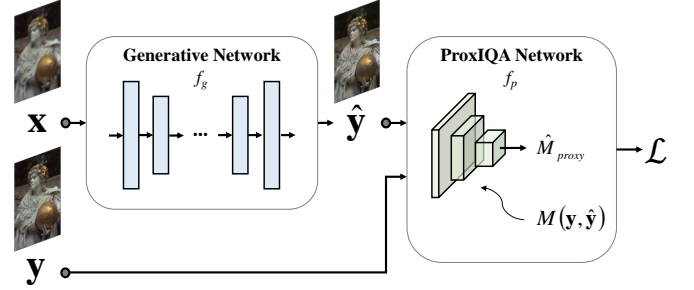 Generative Network
f_g
x
...
ŷ
ProxIQA Network
f_p
M̂_proxy
M(y, ŷ)
ℒ
y